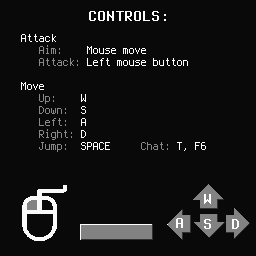 CONTROLS:
Attack
Aim: Mouse move
Attack: Left mouse button
Move
Up: W
Down: S
Left: A
Right: D
Jump: SPACE Chat: T, F6
W
A S D